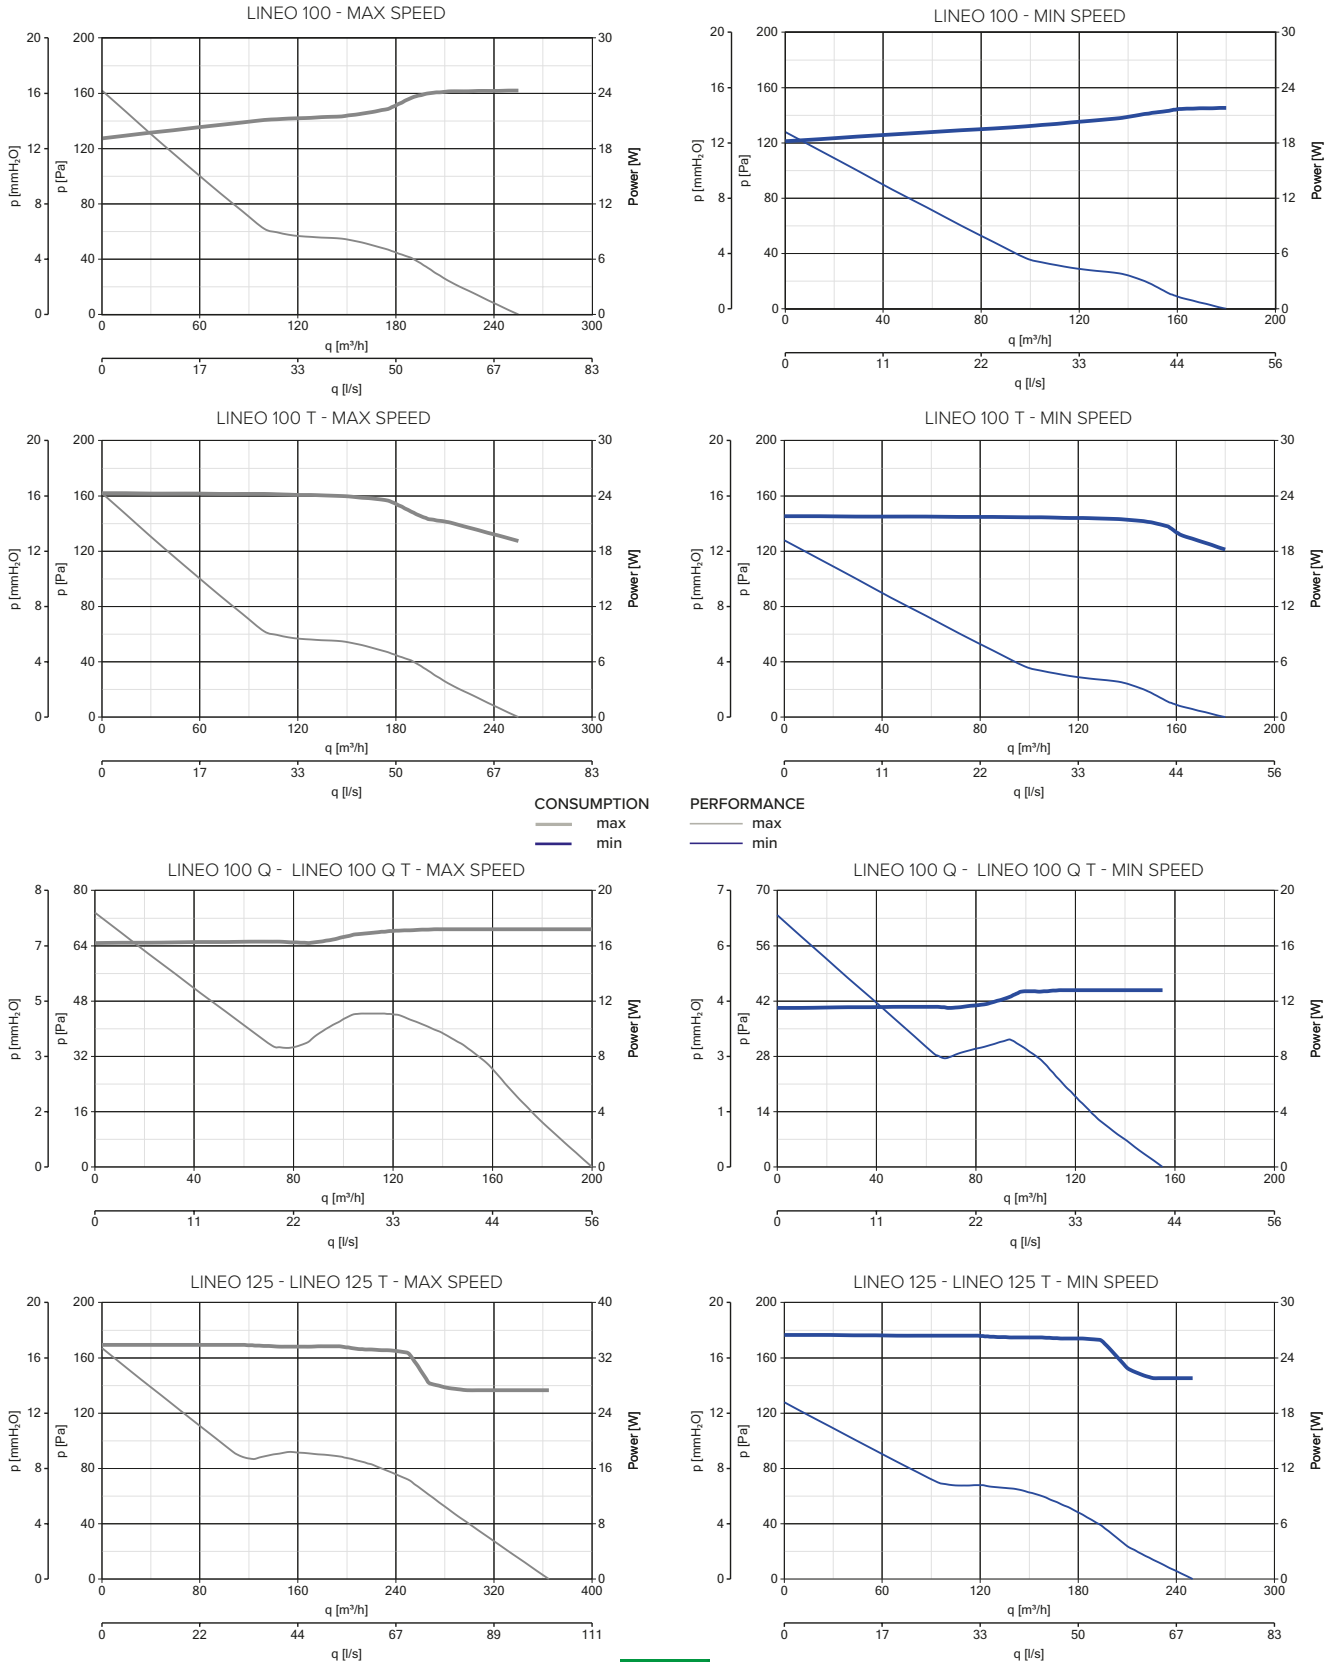 LINEO 100 - MAX SPEED
20 200 30
16 160 24
12 120 18
8 80 12
4 40 6
0 0 0
p [mmH₂O] p [Pa] Power [W]
0 60 120 180 240 300
q [m³/h]
0 17 33 50 67 83
q [l/s]
LINEO 100 - MIN SPEED
20 200 30
16 160 24
12 120 18
8 80 12
4 40 6
0 0 0
p [mmH₂O] p [Pa] Power [W]
0 40 80 120 160 200
q [m³/h]
0 11 22 33 44 56
q [l/s]
LINEO 100 T - MAX SPEED
20 200 30
16 160 24
12 120 18
8 80 12
4 40 6
0 0 0
p [mmH₂O] p [Pa] Power [W]
0 60 120 180 240 300
q [m³/h]
0 17 33 50 67 83
q [l/s]
LINEO 100 T - MIN SPEED
20 200 30
16 160 24
12 120 18
8 80 12
4 40 6
0 0 0
p [mmH₂O] p [Pa] Power [W]
0 40 80 120 160 200
q [m³/h]
0 11 22 33 44 56
q [l/s]
CONSUMPTION PERFORMANCE
max max
min min
LINEO 100 Q - LINEO 100 Q T - MAX SPEED
8 80 20
7 64 16
5 48 12
3 32 8
2 16 4
0 0 0
p [mmH₂O] p [Pa] Power [W]
0 40 80 120 160 200
q [m³/h]
0 11 22 33 44 56
q [l/s]
LINEO 100 Q - LINEO 100 Q T - MIN SPEED
7 70 20
6 56 16
4 42 12
3 28 8
1 14 4
0 0 0
p [mmH₂O] p [Pa] Power [W]
0 40 80 120 160 200
q [m³/h]
0 11 22 33 44 56
q [l/s]
LINEO 125 - LINEO 125 T - MAX SPEED
20 200 40
16 160 32
12 120 24
8 80 16
4 40 8
0 0 0
p [mmH₂O] p [Pa] Power [W]
0 80 160 240 320 400
q [m³/h]
0 22 44 67 89 111
q [l/s]
LINEO 125 - LINEO 125 T - MIN SPEED
20 200 30
16 160 24
12 120 18
8 80 12
4 40 6
0 0 0
p [mmH₂O] p [Pa] Power [W]
0 60 120 180 240 300
q [m³/h]
0 17 33 50 67 83
q [l/s]